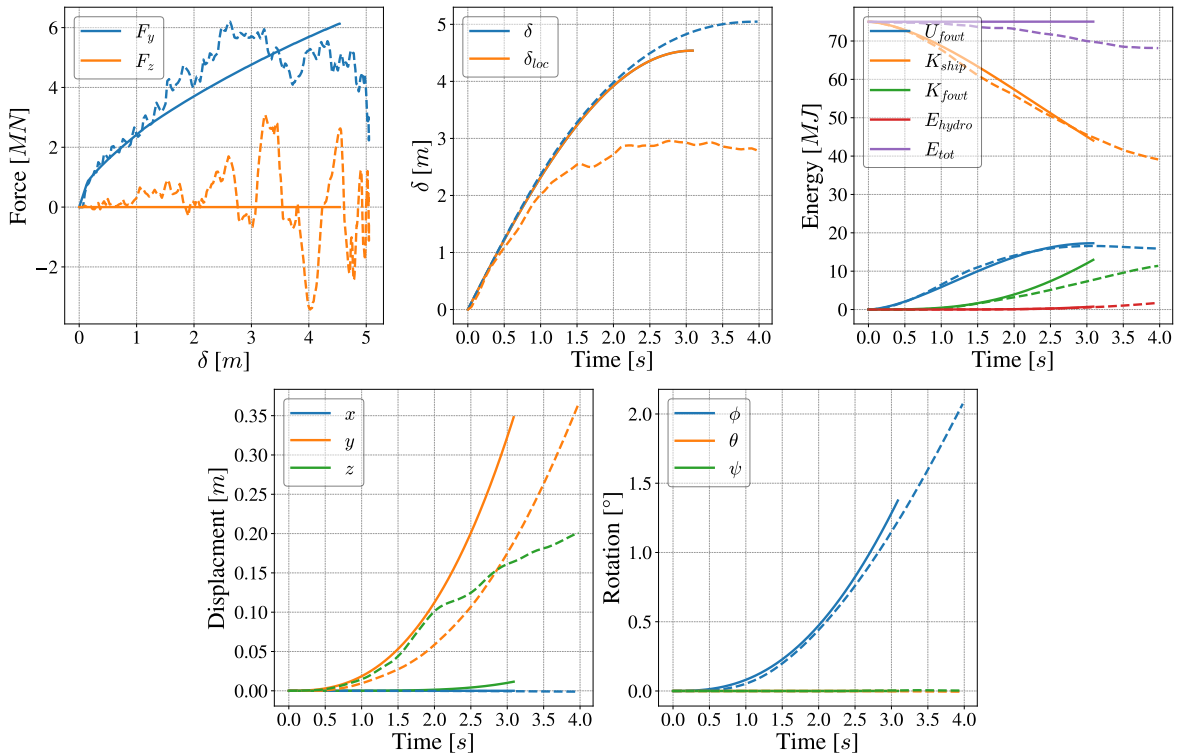 Force [MN]
6
4
2
0
−2
F_y
F_z
0 1 2 3 4 5
δ [m]
δ [m]
5
4
3
2
1
0
δ
δ_loc
0.0 0.5 1.0 1.5 2.0 2.5 3.0 3.5 4.0
Time [s]
Energy [MJ]
70
60
50
40
30
20
10
0
U_fowt
K_ship
K_fowt
E_hydro
E_tot
0.0 0.5 1.0 1.5 2.0 2.5 3.0 3.5 4.0
Time [s]
Displacment [m]
0.35
0.30
0.25
0.20
0.15
0.10
0.05
0.00
x
y
z
0.0 0.5 1.0 1.5 2.0 2.5 3.0 3.5 4.0
Time [s]
Rotation [°]
2.0
1.5
1.0
0.5
0.0
ϕ
θ
ψ
0.0 0.5 1.0 1.5 2.0 2.5 3.0 3.5 4.0
Time [s]